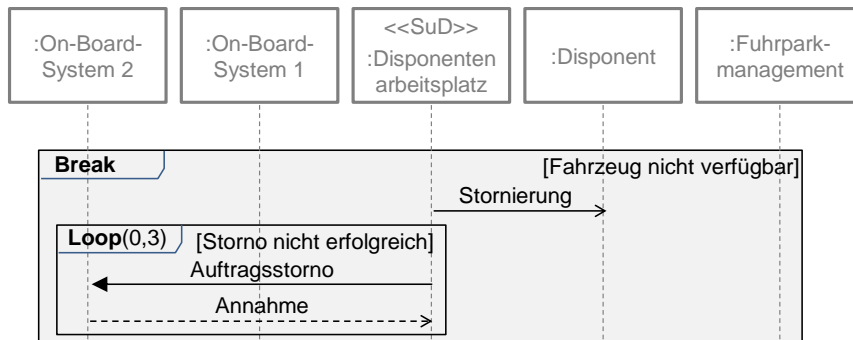 :On-Board-
System 2
:On-Board-
System 1
<<SuD>>
:Disponenten
arbeitsplatz
:Disponent
:Fuhrpark-
management
Break
[Fahrzeug nicht verfügbar]
Stornierung
Loop(0,3)
[Storno nicht erfolgreich]
Auftragsstorno
Annahme